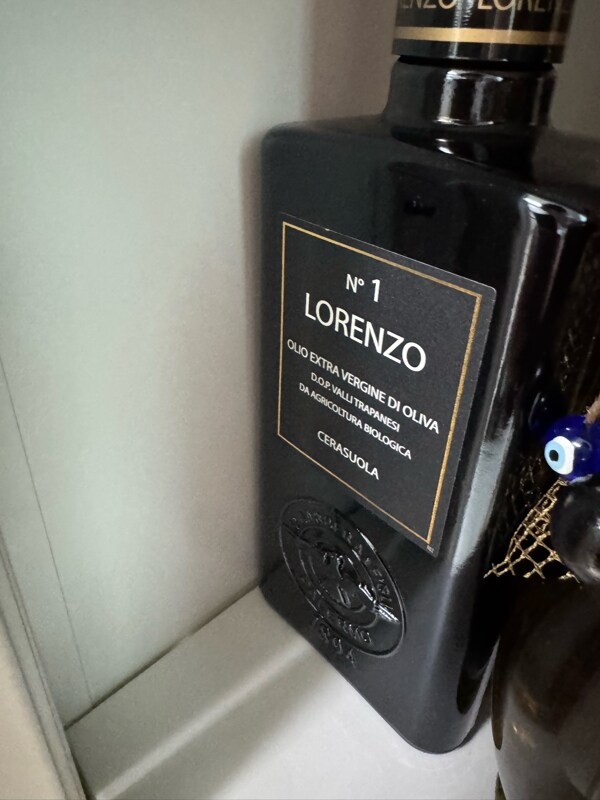 N° 1
LORENZO
OLIO EXTRA VERGINE DI OLIVA
D.O.P. VALLI TRAPANESI
DA AGRICOLTURA BIOLOGICA
CERASUOLA